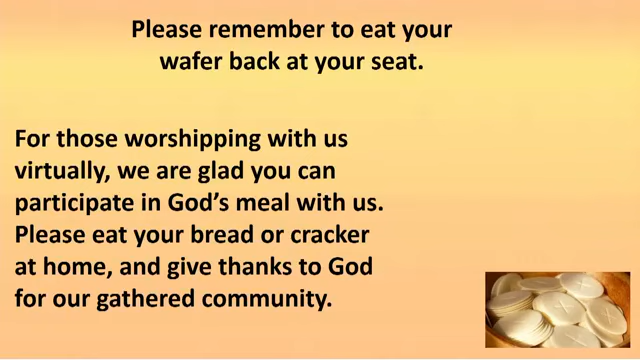 Please remember to eat your
wafer back at your seat.
For those worshipping with us
virtually, we are glad you can
participate in God’s meal with us.
Please eat your bread or cracker
at home, and give thanks to God
for our gathered community.